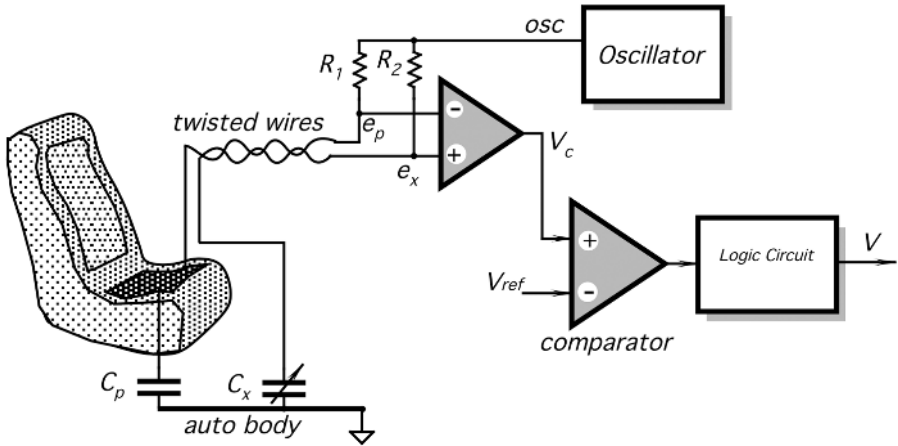 osc
Oscillator
R1
R2
twisted wires
ep
-
+
ex
Vc
+
-
Vref
Logic Circuit
V
comparator
Cp
Cx
auto body